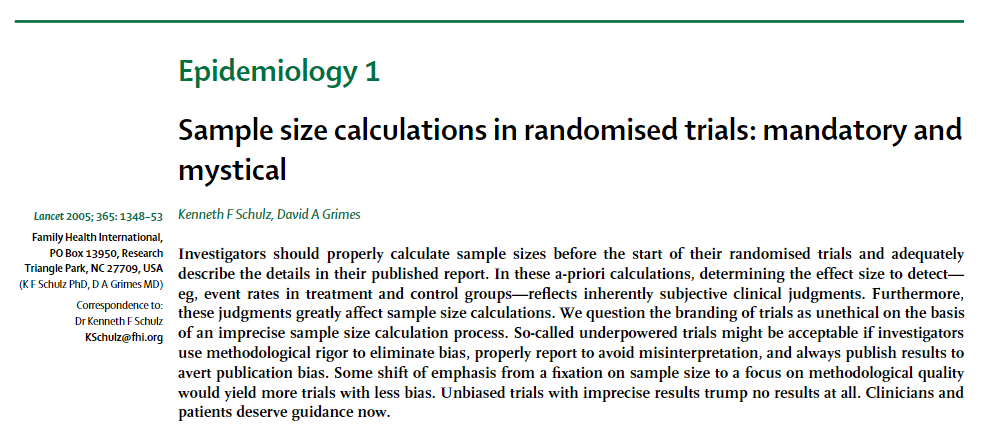 Epidemiology 1
Sample size calculations in randomised trials: mandatory and
mystical
Lancet 2005; 365: 1348–53
Family Health International,
PO Box 13950, Research
Triangle Park, NC 27709, USA
(K F Schulz PhD, D A Grimes MD)
Correspondence to:
Dr Kenneth F Schulz
KSchulz@fhi.org
Kenneth F Schulz, David A Grimes
Investigators should properly calculate sample sizes before the start of their randomised trials and adequately
describe the details in their published report. In these a-priori calculations, determining the effect size to detect—
eg, event rates in treatment and control groups—reflects inherently subjective clinical judgments. Furthermore,
these judgments greatly affect sample size calculations. We question the branding of trials as unethical on the basis
of an imprecise sample size calculation process. So-called underpowered trials might be acceptable if investigators
use methodological rigor to eliminate bias, properly report to avoid misinterpretation, and always publish results to
avert publication bias. Some shift of emphasis from a fixation on sample size to a focus on methodological quality
would yield more trials with less bias. Unbiased trials with imprecise results trump no results at all. Clinicians and
patients deserve guidance now.